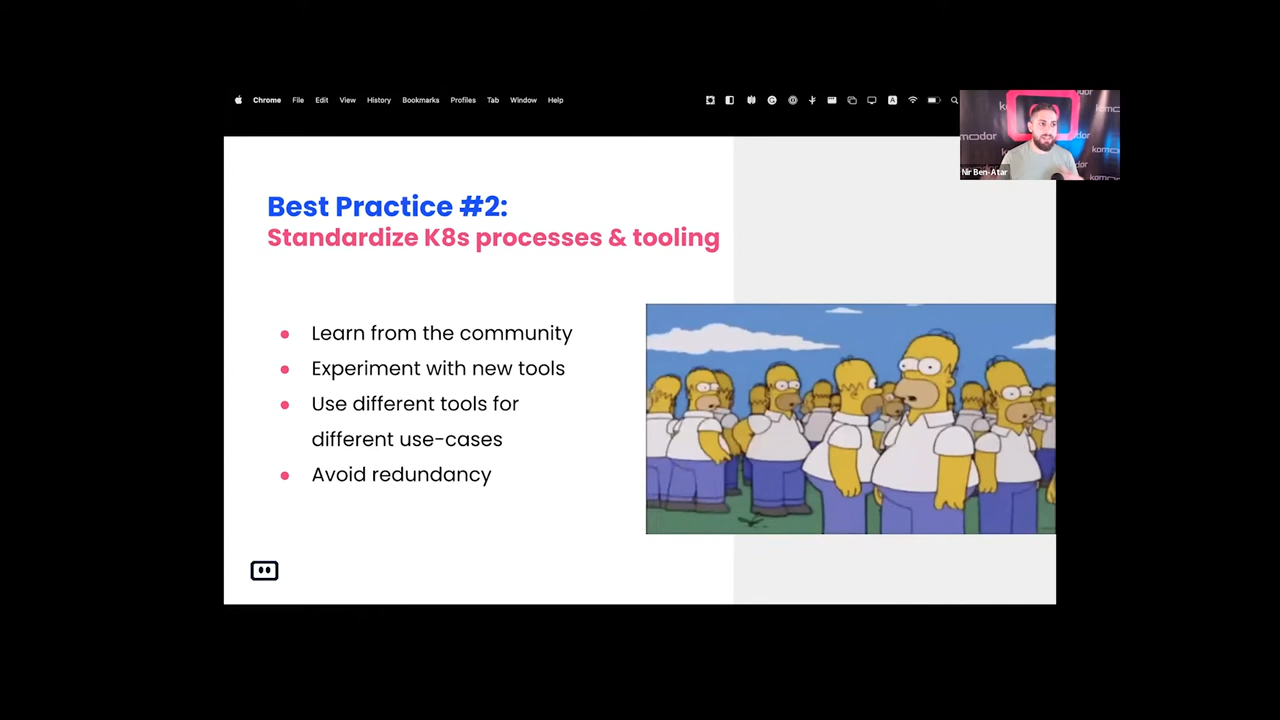 Chrome File Edit View History Bookmarks Profiles Tab Window Help
A
komodor
Nir Ben-Atar
Best Practice #2:
Standardize K8s processes & tooling
Learn from the community
Experiment with new tools
Use different tools for
different use-cases
Avoid redundancy